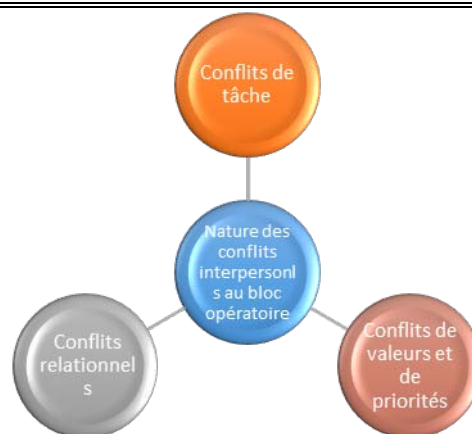 Conflits de
tâche
Nature des
conflits
interpersonl
s au bloc
opératoire
Conflits
relationnel
s
Conflits de
valeurs et
de
priorités